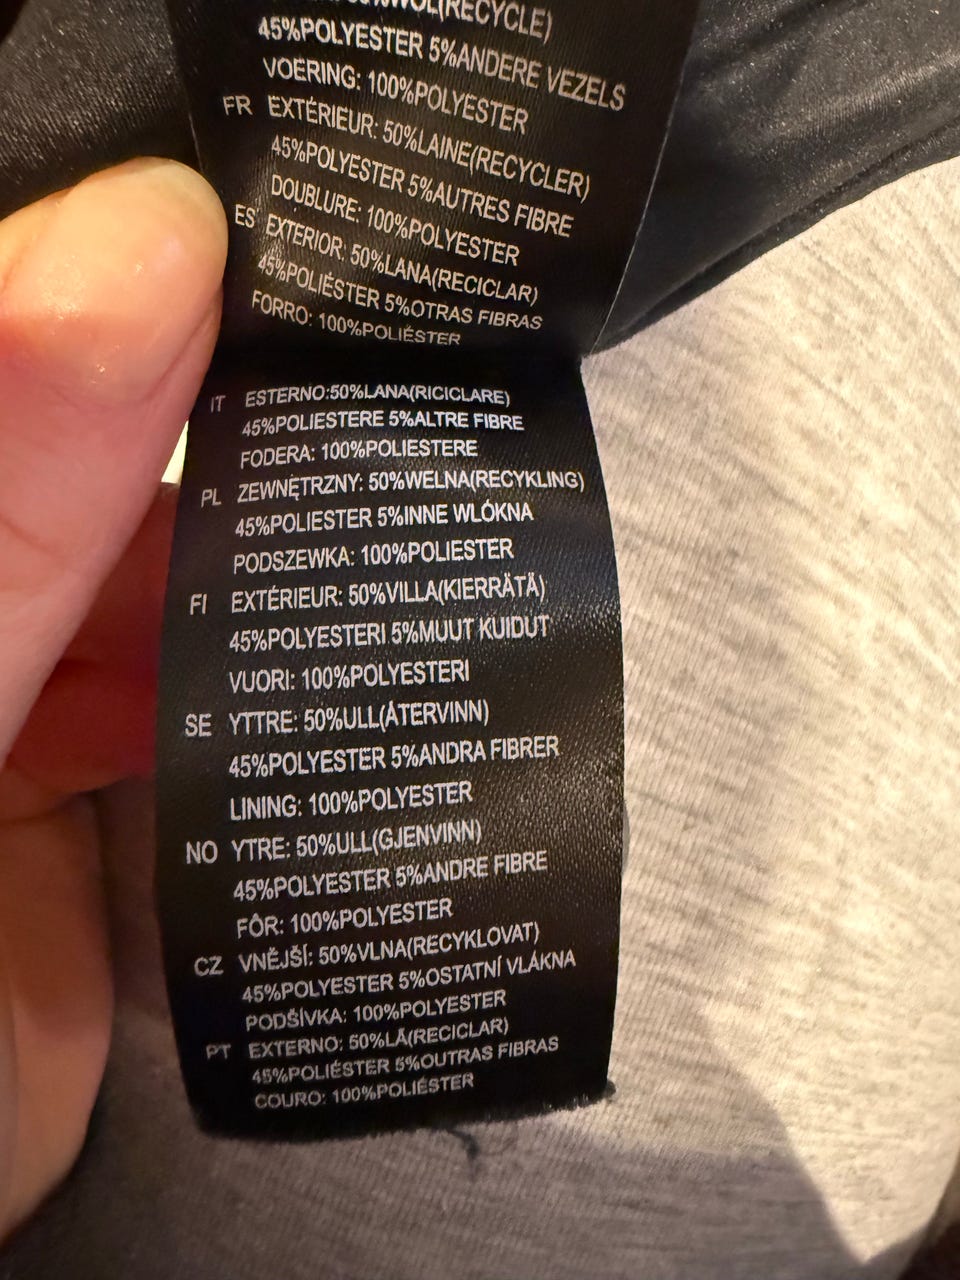 50%WOL(RECYCLE)
45%POLYESTER 5%ANDERE VEZELS
VOERING: 100%POLYESTER
FR EXTÉRIEUR: 50%LAINE(RECYCLER)
45%POLYESTER 5%AUTRES FIBRE
DOUBLURE: 100%POLYESTER
ES EXTERIOR: 50%LANA(RECICLAR)
45%POLIÉSTER 5%OTRAS FIBRAS
FORRO: 100%POLIÉSTER
IT ESTERNO:50%LANA(RICICLARE)
45%POLIESTERE 5%ALTRE FIBRE
FODERA: 100%POLIESTERE
PL ZEWNĘTRZNY: 50%WELNA(RECYKLING)
45%POLIESTER 5%INNE WLÓKNA
PODSZEWKA: 100%POLIESTER
FI EXTÉRIEUR: 50%VILLA(KIERRÄTÄ)
45%POLYESTERI 5%MUUT KUIDUT
VUORI: 100%POLYESTERI
SE YTTRE: 50%ULL(ÅTERVINN)
45%POLYESTER 5%ANDRA FIBRER
LINING: 100%POLYESTER
NO YTRE: 50%ULL(GJENVINN)
45%POLYESTER 5%ANDRE FIBRE
FÔR: 100%POLYESTER
CZ VNĚJŠÍ: 50%VLNA(RECYKLOVAT)
45%POLYESTER 5%OSTATNÍ VLÁKNA
PODŠÍVKA: 100%POLYESTER
PT EXTERNO: 50%LÃ(RECICLAR)
45%POLIÉSTER 5%OUTRAS FIBRAS
COURO: 100%POLIÉSTER